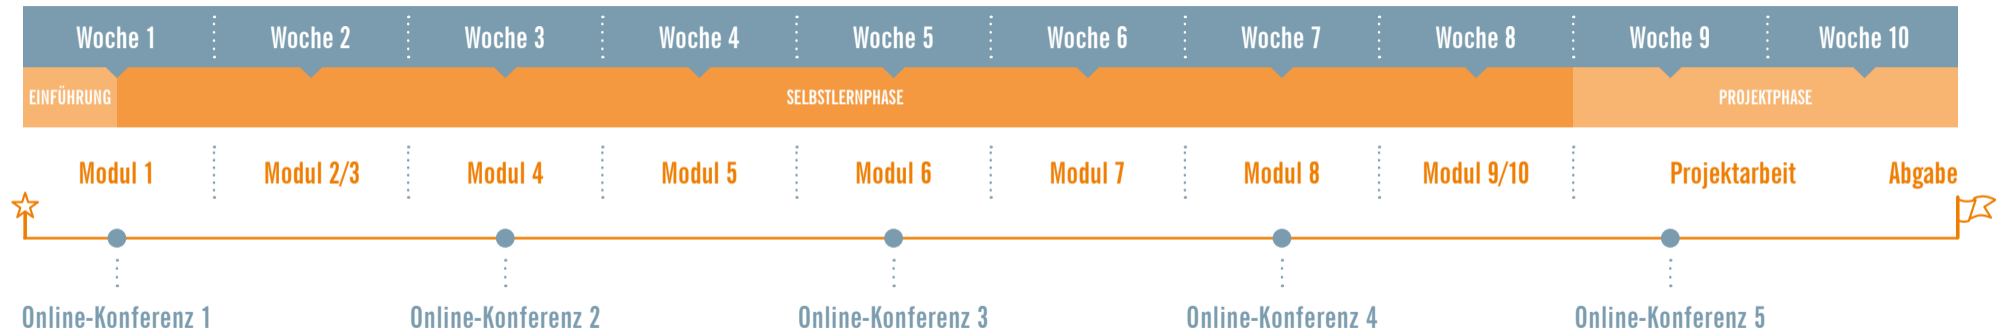 Woche 1 Woche 2 Woche 3 Woche 4 Woche 5 Woche 6 Woche 7 Woche 8 Woche 9 Woche 10
EINFÜHRUNG SELBSTLERNPHASE PROJEKTPHASE
Modul 1 Modul 2/3 Modul 4 Modul 5 Modul 6 Modul 7 Modul 8 Modul 9/10 Projektarbeit Abgabe
Online-Konferenz 1 Online-Konferenz 2 Online-Konferenz 3 Online-Konferenz 4 Online-Konferenz 5